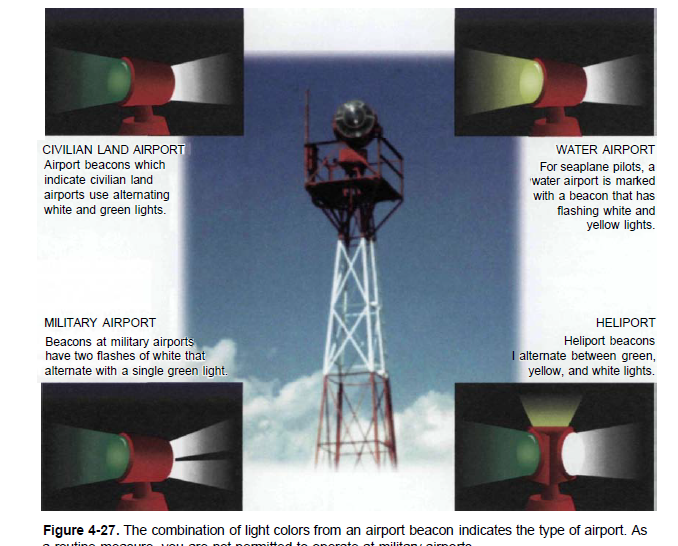 CIVILIAN LAND AIRPORT
Airport beacons which
indicate civilian land
airports use alternating
white and green lights.
WATER AIRPORT
For seaplane pilots, a
water airport is marked
with a beacon that has
flashing white and
yellow lights.
MILITARY AIRPORT
Beacons at military airports
have two flashes of white that
alternate with a single green light.
HELIPORT
Heliport beacons
alternate between green,
yellow, and white lights.
Figure 4-27. The combination of light colors from an airport beacon indicates the type of airport. As
a routine measure, you are not permitted to operate at military airports.